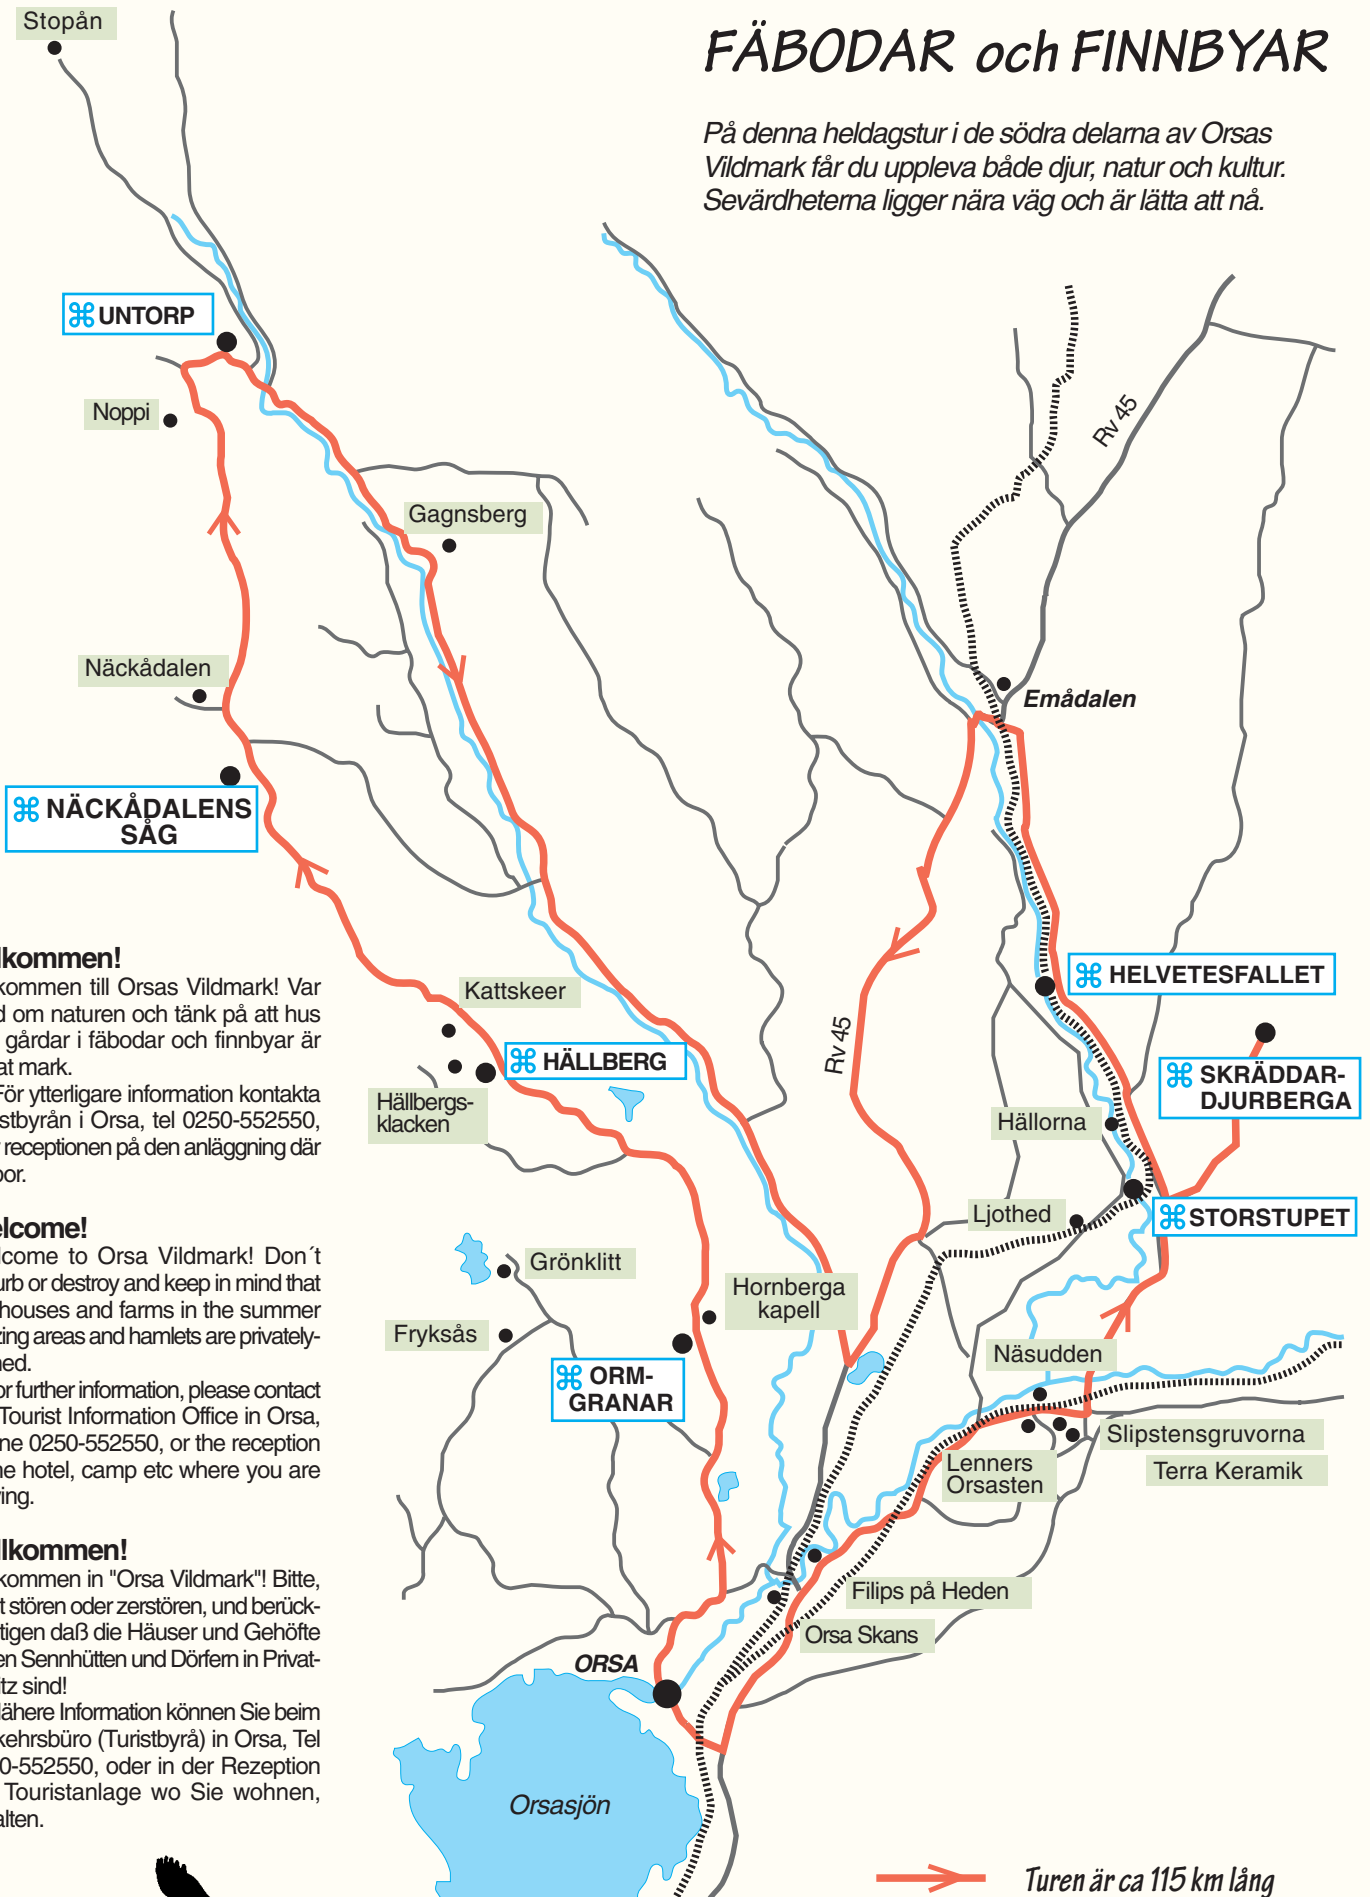 FÄBODAR och FINNBYAR
På denna heldagstur i de södra delarna av Orsas
Vildmark får du uppleva både djur, natur och kultur.
Sevärdheterna ligger nära väg och är lätta att nå.
Stopån
⌘ UNTORP
Noppi
Rv 45
Gagnsberg
Näckådalen
Emådalen
⌘ NÄCKÅDALENS
SÅG
⌘ HELVETESFALLET
Kattskeer
Rv 45
⌘ HÄLLBERG
⌘ SKRÄDDAR-
DJURBERGA
Hällbergs-
klacken
Hällorna
Ljothed
⌘ STORSTUPET
Grönklitt
Hornberga
kapell
Fryksås
Näsudden
⌘ ORM-
GRANAR
Slipstensgruvorna
Lenners
Orsasten
Terra Keramik
Filips på Heden
Orsa Skans
ORSA
Orsasjön
lkommen!
kommen till Orsas Vildmark! Var
d om naturen och tänk på att hus
gårdar i fäbodar och finnbyar är
at mark.
För ytterligare information kontakta
stbyrån i Orsa, tel 0250-552550,
receptionen på den anläggning där
bor.
elcome!
lcome to Orsa Vildmark! Don´t
urb or destroy and keep in mind that
houses and farms in the summer
zing areas and hamlets are privately-
ned.
or further information, please contact
Tourist Information Office in Orsa,
ne 0250-552550, or the reception
he hotel, camp etc where you are
ying.
llkommen!
kommen in "Orsa Vildmark"! Bitte,
t stören oder zerstören, und berück-
tigen daß die Häuser und Gehöfte
en Sennhütten und Dörfern in Privat-
itz sind!
Nähere Information können Sie beim
kehrsbüro (Turistbyrå) in Orsa, Tel
0-552550, oder in der Rezeption
Touristanlage wo Sie wohnen,
alten.
Turen är ca 115 km lång